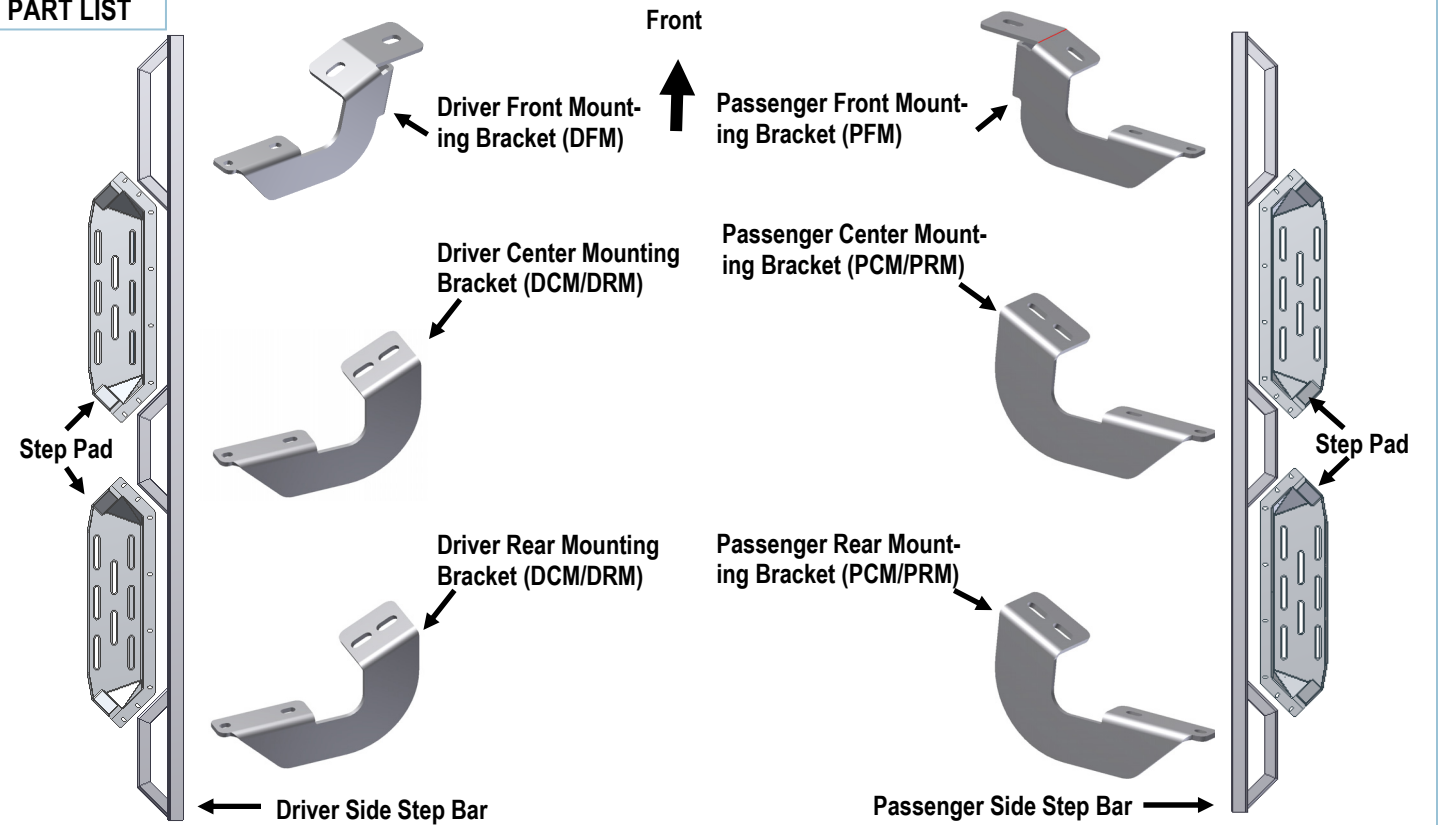 PART LIST
Front
Driver Front Mount-
ing Bracket (DFM)
Passenger Front Mount-
ing Bracket (PFM)
Driver Center Mounting
Bracket (DCM/DRM)
Passenger Center Mount-
ing Bracket (PCM/PRM)
Step Pad
Step Pad
Driver Rear Mounting
Bracket (DCM/DRM)
Passenger Rear Mount-
ing Bracket (PCM/PRM)
Driver Side Step Bar
Passenger Side Step Bar